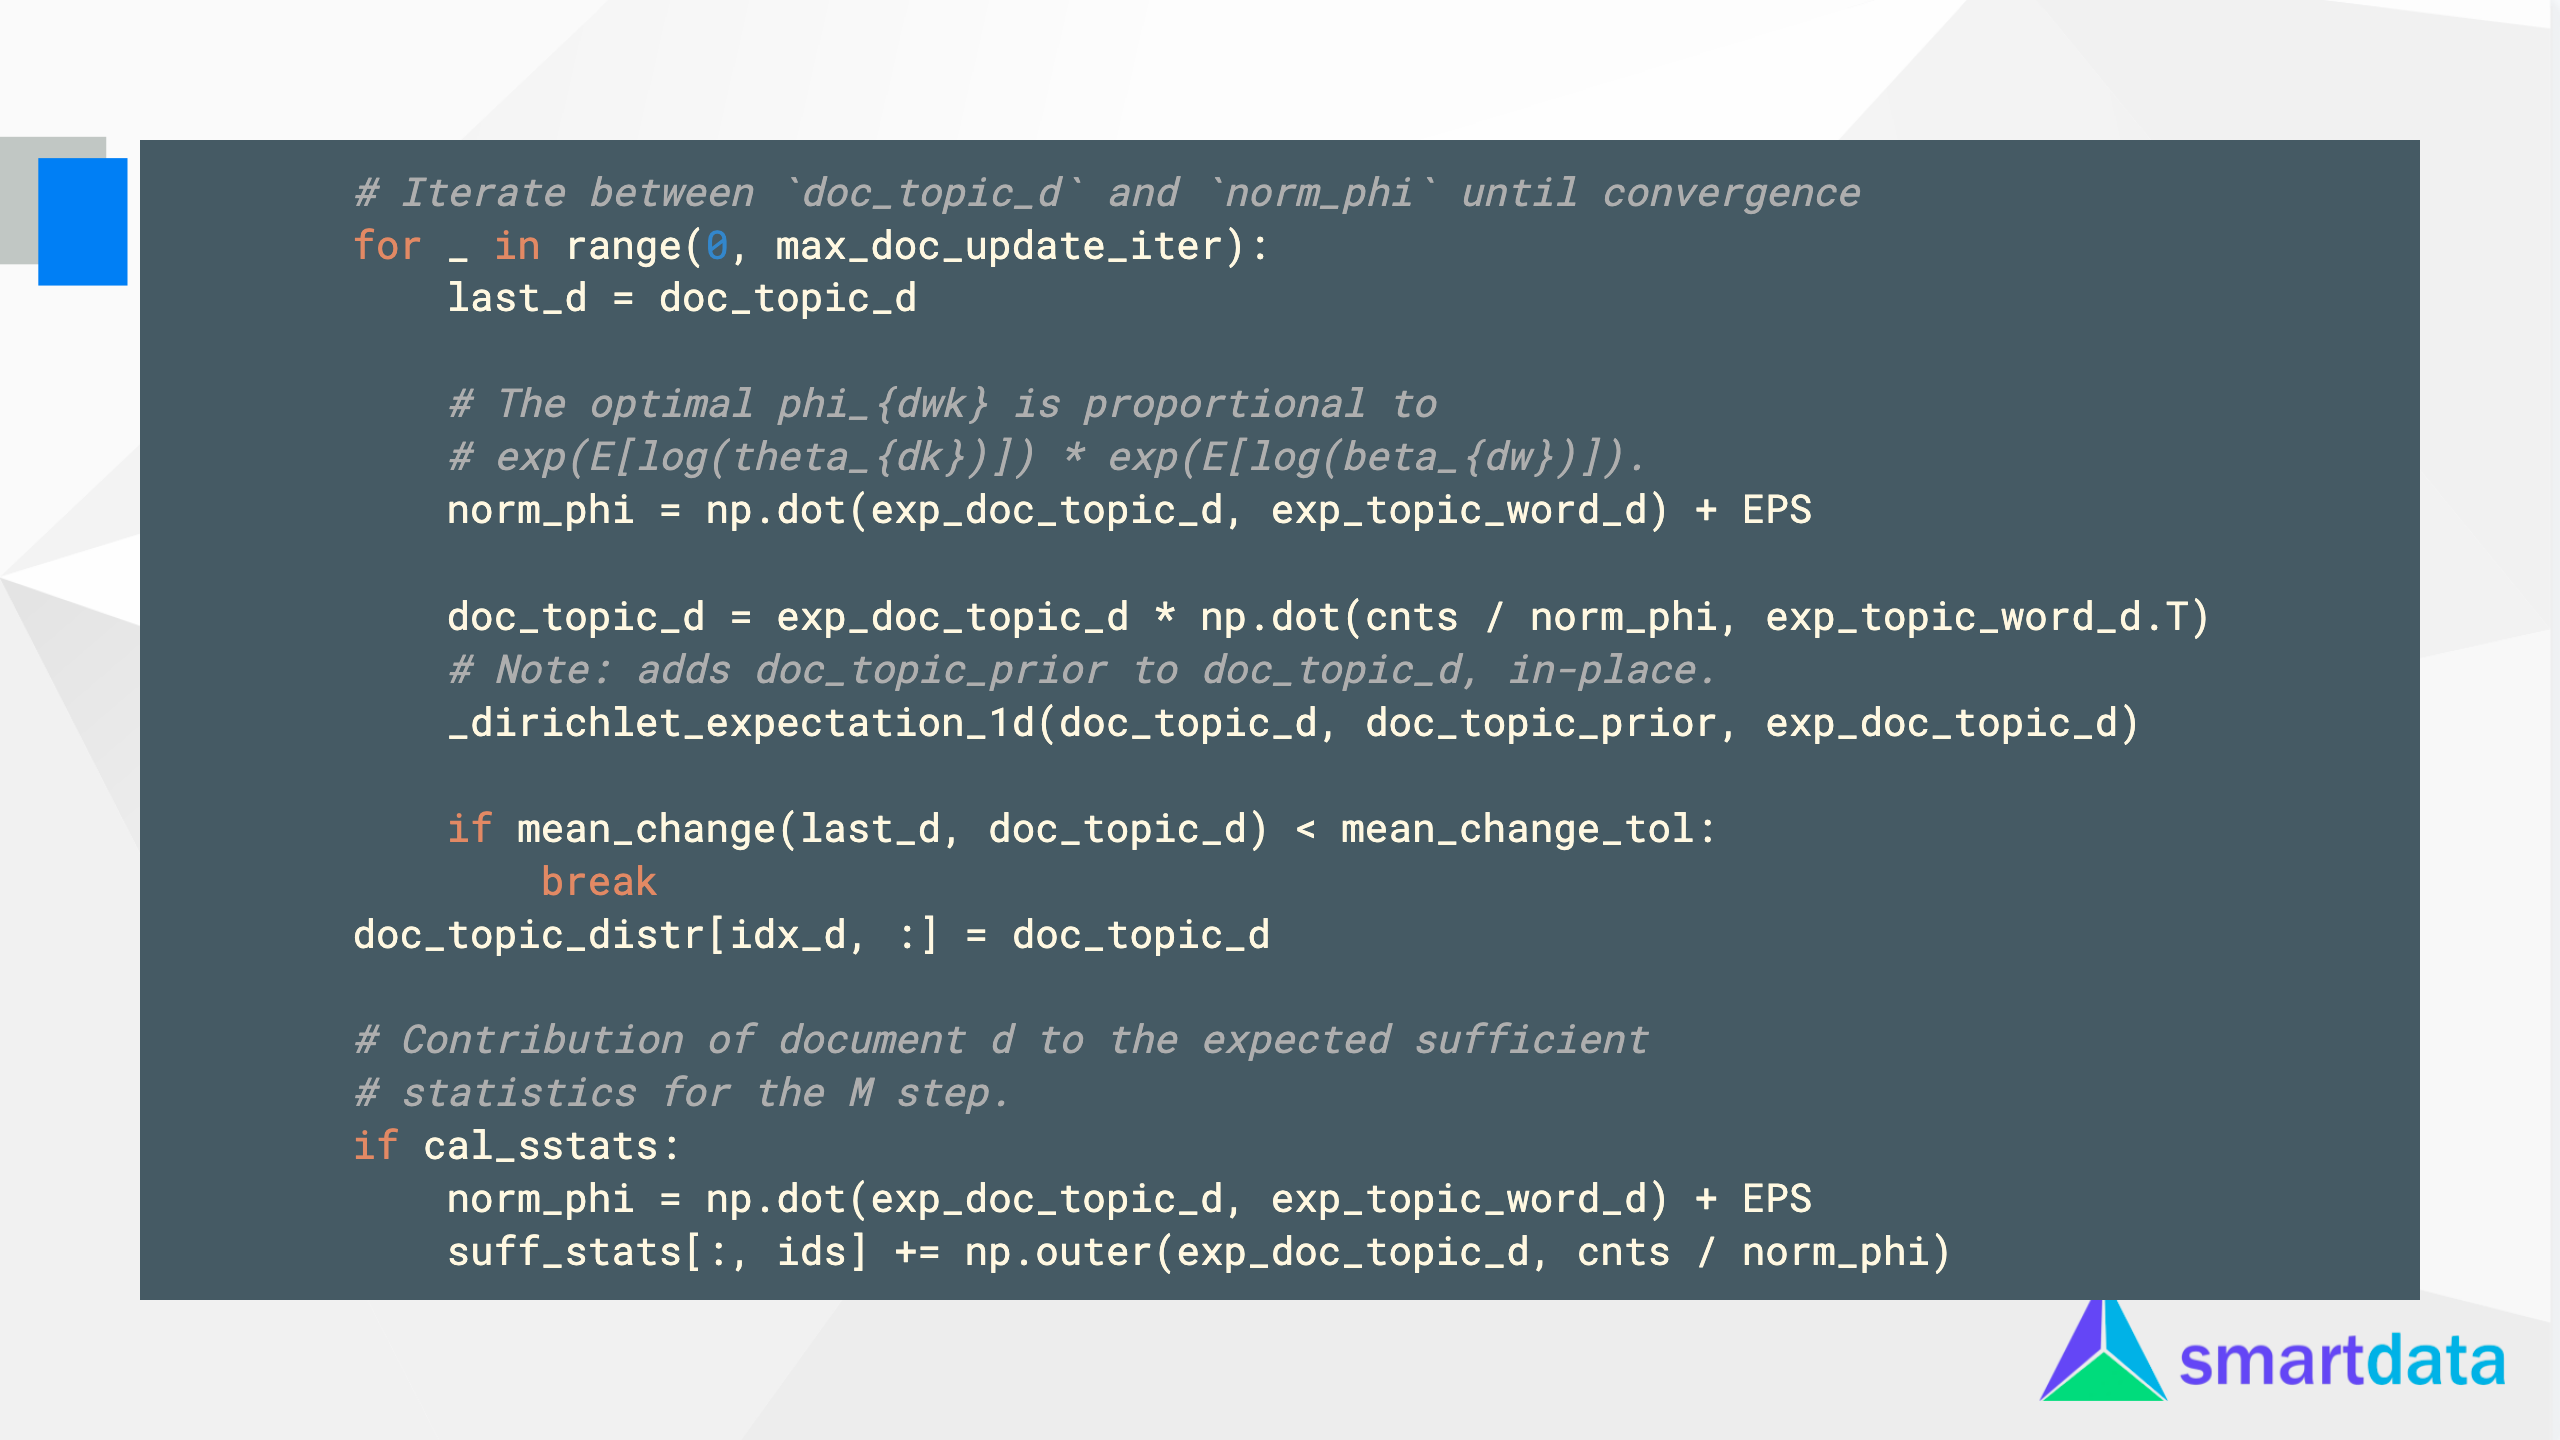 # Iterate between `doc_topic_d` and `norm_phi` until convergence
for _ in range(0, max_doc_update_iter):
    last_d = doc_topic_d

    # The optimal phi_{dwk} is proportional to
    # exp(E[log(theta_{dk})]) * exp(E[log(beta_{dw})]).
    norm_phi = np.dot(exp_doc_topic_d, exp_topic_word_d) + EPS

    doc_topic_d = exp_doc_topic_d * np.dot(cnts / norm_phi, exp_topic_word_d.T)
    # Note: adds doc_topic_prior to doc_topic_d, in-place.
    _dirichlet_expectation_1d(doc_topic_d, doc_topic_prior, exp_doc_topic_d)

    if mean_change(last_d, doc_topic_d) < mean_change_tol:
        break
doc_topic_distr[idx_d, :] = doc_topic_d

# Contribution of document d to the expected sufficient
# statistics for the M step.
if cal_sstats:
    norm_phi = np.dot(exp_doc_topic_d, exp_topic_word_d) + EPS
    suff_stats[:, ids] += np.outer(exp_doc_topic_d, cnts / norm_phi)
smartdata